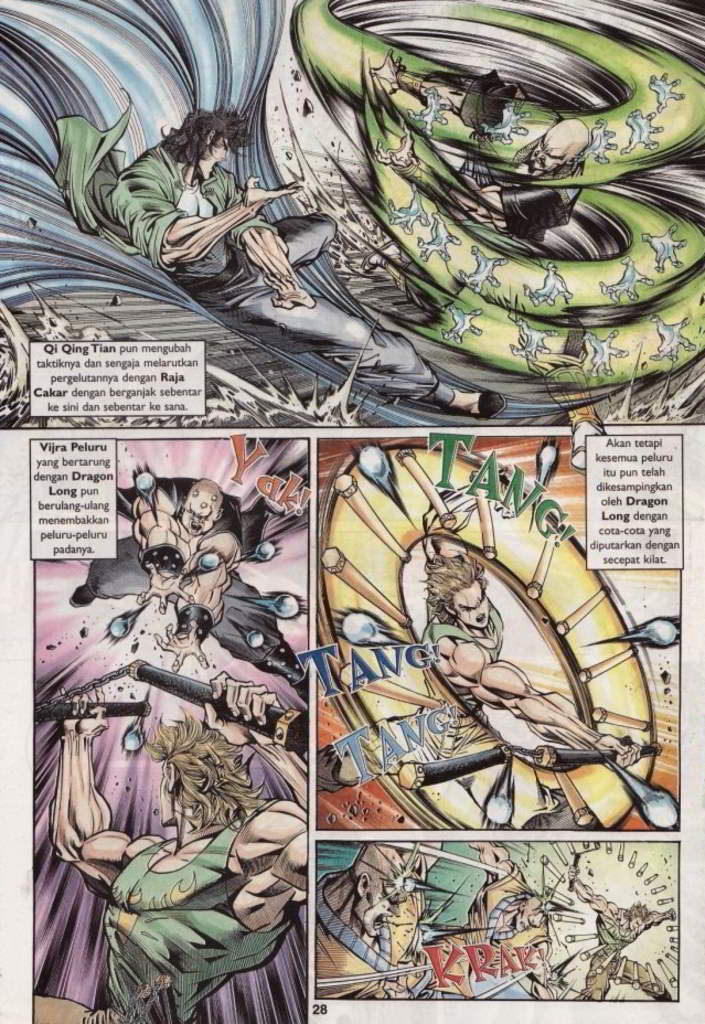 Qi Qing Tian pun mengubah
taktiknya dan sengaja melarutkan
pergelutannya dengan Raja
Cakar dengan berganjak sebentar
ke sini dan sebentar ke sana.
Vijra Peluru
yang bertarung
dengan Dragon
Long pun
berulang-ulang
menembakkan
peluru-peluru
padanya.
Yak!
TANG!
Akan tetapi
kesemua peluru
itu pun telah
dikesampingkan
oleh Dragon
Long dengan
cota-cota yang
diputarkan dengan
secepat kilat.
TANG!
TANG!
KRAK!
28